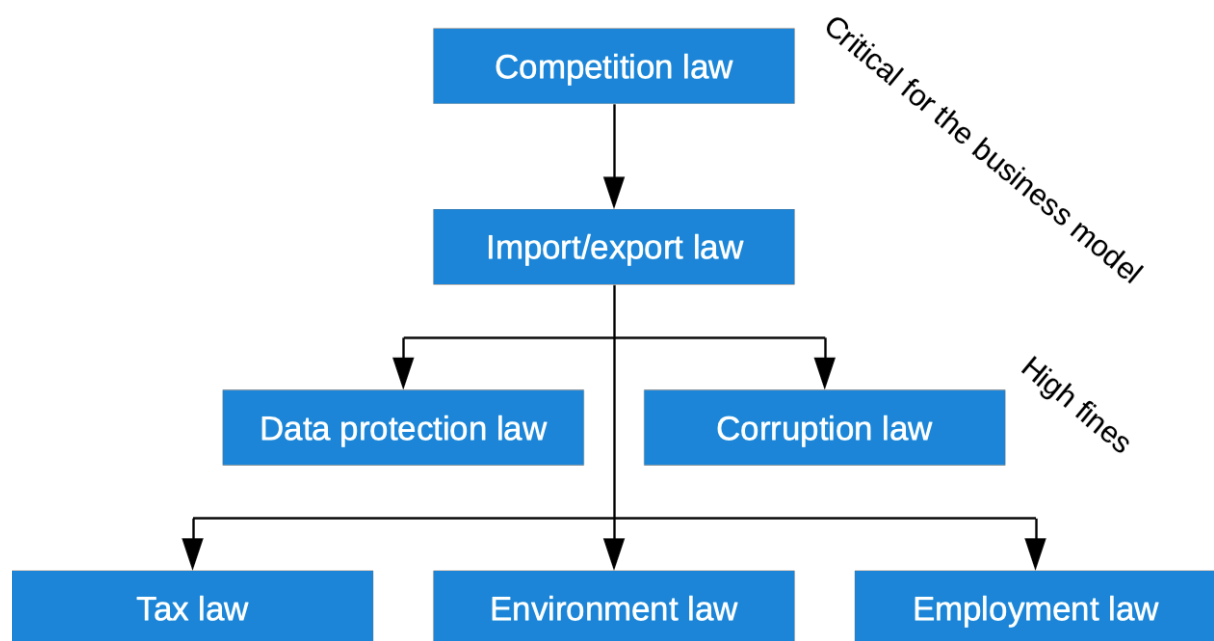 Competition law
Critical for the business model
Import/export law
High fines
Data protection law
Corruption law
Tax law
Environment law
Employment law